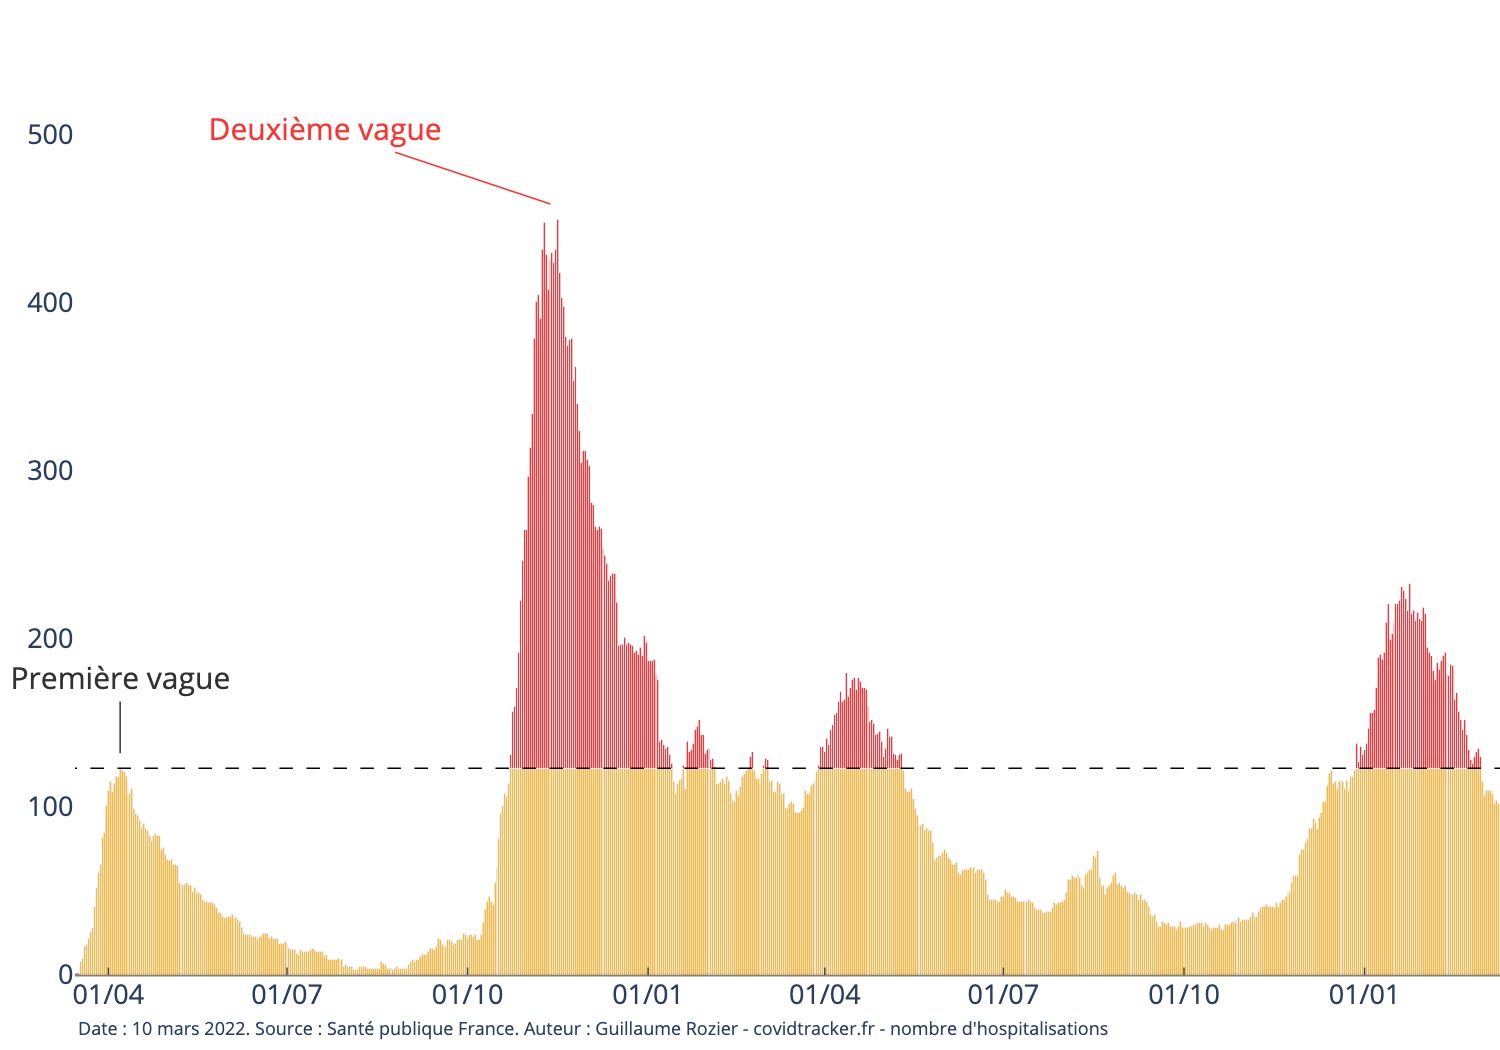 500
Deuxième vague
400
300
200
Première vague
100
0
01/04 01/07 01/10 01/01 01/04 01/07 01/10 01/01
Date : 10 mars 2022. Source : Santé publique France. Auteur : Guillaume Rozier - covidtracker.fr - nombre d'hospitalisations